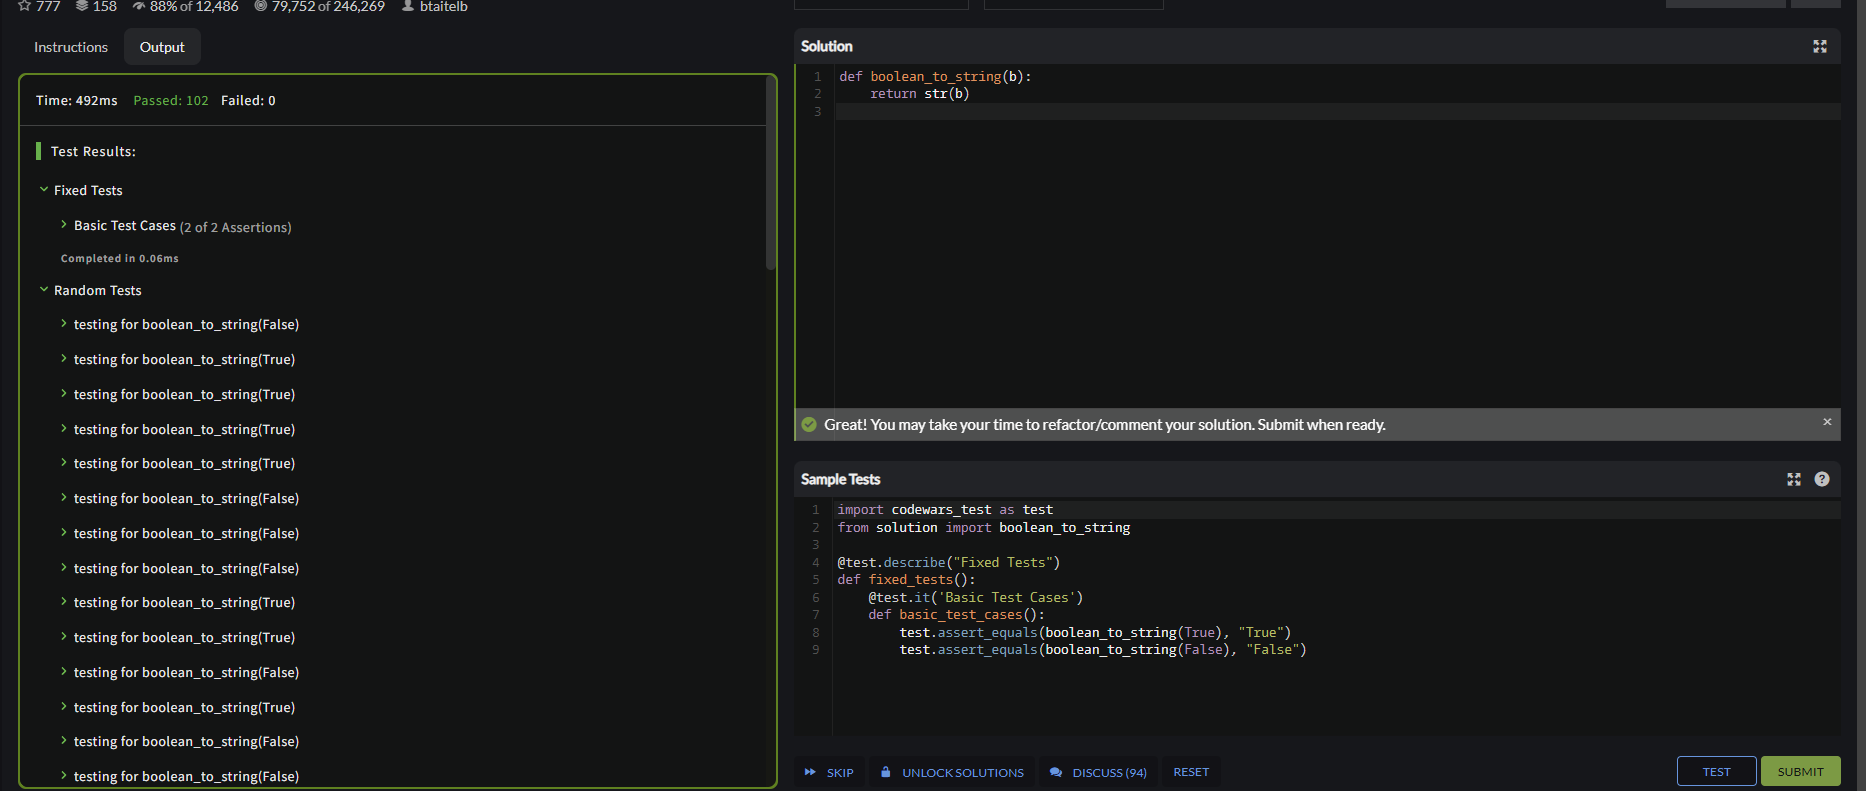 777 158 88% of 12,486 79,752 of 246,269 btaitelb
Instructions Output
Time: 492ms Passed: 102 Failed: 0
Test Results:
Fixed Tests
Basic Test Cases (2 of 2 Assertions)
Completed in 0.06ms
Random Tests
testing for boolean_to_string(False)
testing for boolean_to_string(True)
testing for boolean_to_string(True)
testing for boolean_to_string(True)
testing for boolean_to_string(True)
testing for boolean_to_string(False)
testing for boolean_to_string(False)
testing for boolean_to_string(False)
testing for boolean_to_string(True)
testing for boolean_to_string(True)
testing for boolean_to_string(False)
testing for boolean_to_string(True)
testing for boolean_to_string(False)
testing for boolean_to_string(False)
Solution
1 def boolean_to_string(b):
2     return str(b)
3
Great! You may take your time to refactor/comment your solution. Submit when ready.
Sample Tests
1 import codewars_test as test
2 from solution import boolean_to_string
3
4 @test.describe("Fixed Tests")
5 def fixed_tests():
6     @test.it('Basic Test Cases')
7     def basic_test_cases():
8         test.assert_equals(boolean_to_string(True), "True")
9         test.assert_equals(boolean_to_string(False), "False")
SKIP UNLOCK SOLUTIONS DISCUSS (94) RESET TEST SUBMIT